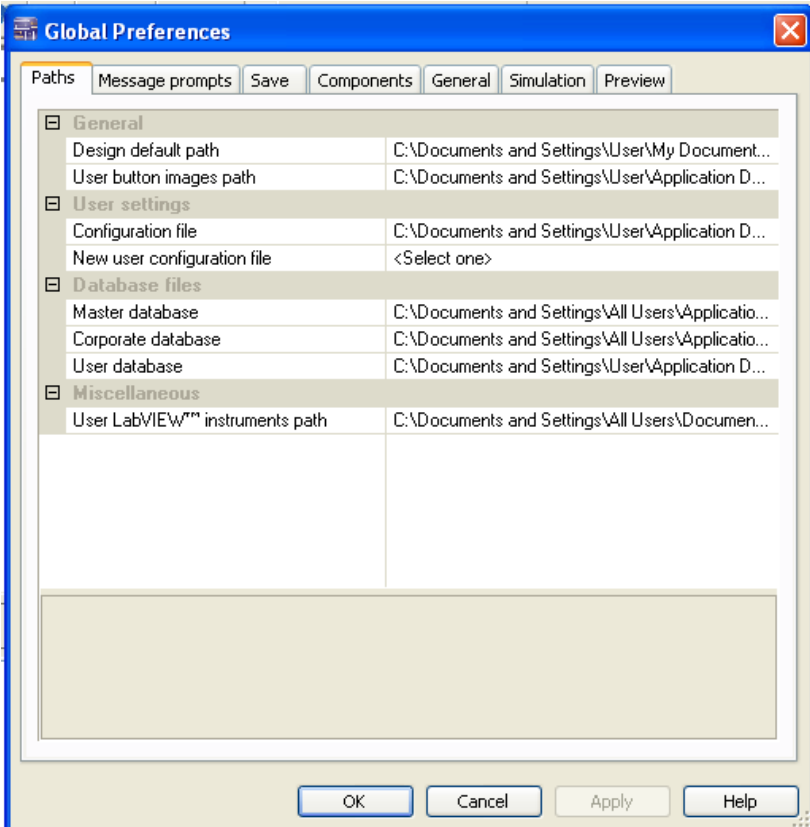 Global Preferences
Paths Message prompts Save Components General Simulation Preview
General
Design default path C:\Documents and Settings\User\My Document...
User button images path C:\Documents and Settings\User\Application D...
User settings
Configuration file C:\Documents and Settings\User\Application D...
New user configuration file <Select one>
Database files
Master database C:\Documents and Settings\All Users\Applicatio...
Corporate database C:\Documents and Settings\All Users\Applicatio...
User database C:\Documents and Settings\User\Application D...
Miscellaneous
User LabVIEW™ instruments path C:\Documents and Settings\All Users\Documen...
OK Cancel Apply Help